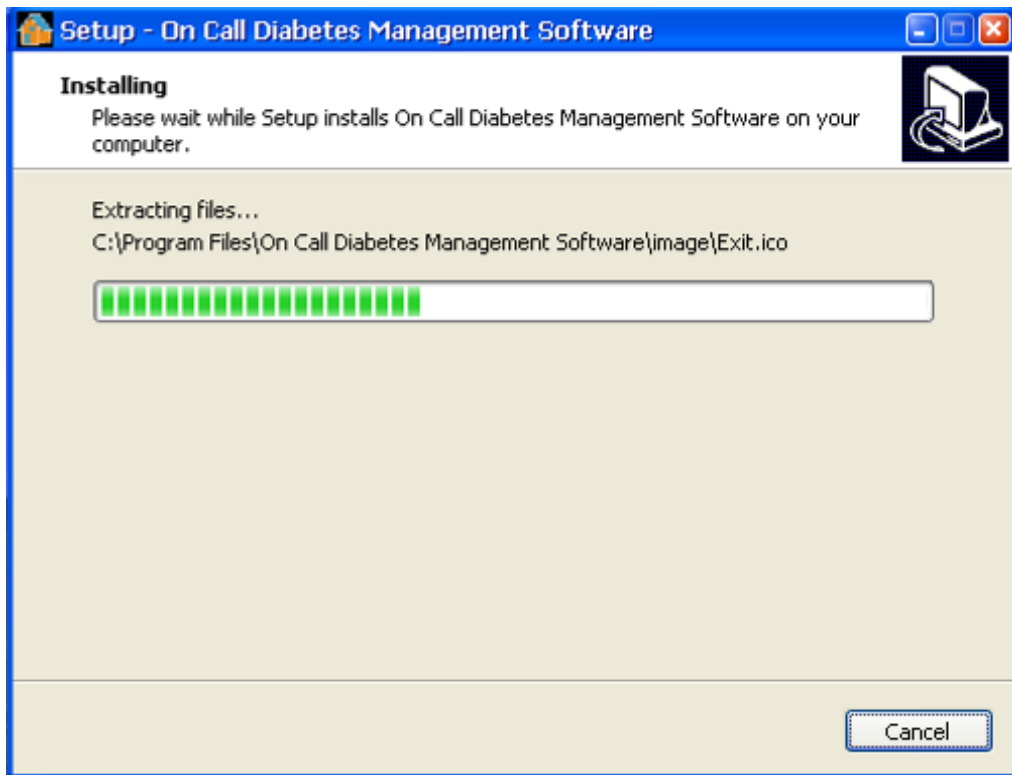 Setup - On Call Diabetes Management Software
Installing
Please wait while Setup installs On Call Diabetes Management Software on your
computer.
Extracting files...
C:\Program Files\On Call Diabetes Management Software\image\Exit.ico
Cancel